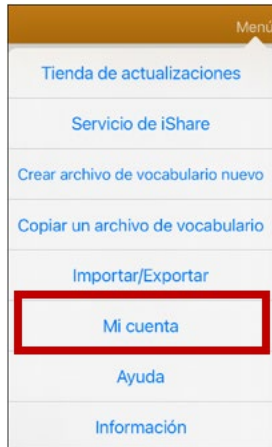 Menú
Tienda de actualizaciones
Servicio de iShare
Crear archivo de vocabulario nuevo
Copiar un archivo de vocabulario
Importar/Exportar
Mi cuenta
Ayuda
Información